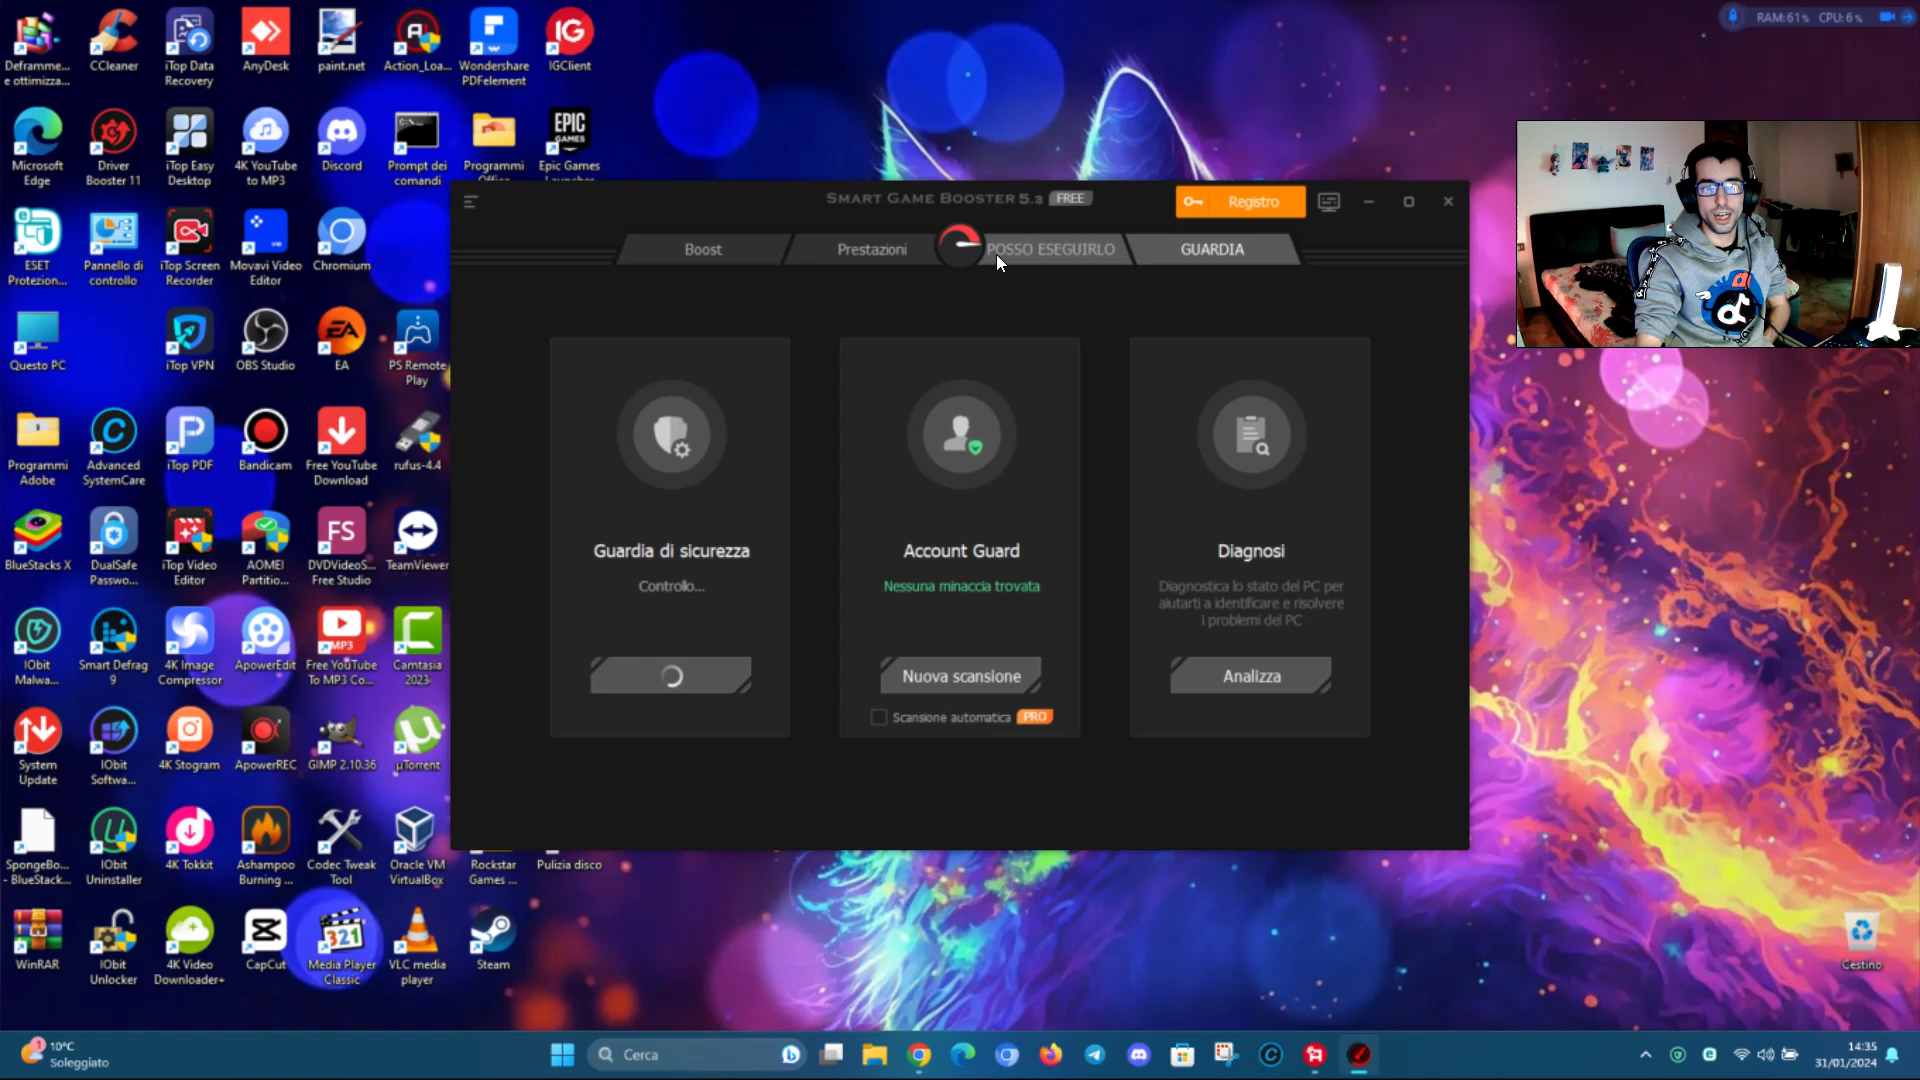 Deframme...
e ottimizza...
CCleaner
iTop Data
Recovery
AnyDesk
paint.net
Action_Loa...
Wondershare
PDFelement
IGClient
RAM:61% CPU:6%
Microsoft
Edge
Driver
Booster 11
iTop Easy
Desktop
4K YouTube
to MP3
Discord
Prompt dei
comandi
Programmi
Epic Games
SMART GAME BOOSTER 5.3 FREE
Registro
Boost
Prestazioni
POSSO ESEGUIRLO
GUARDIA
ESET
Protezion...
Pannello di
controllo
iTop Screen
Recorder
Movavi Video
Editor
Chromium
Questo PC
iTop VPN
OBS Studio
EA
PS Remote
Play
Programmi
Adobe
Advanced
SystemCare
iTop PDF
Bandicam
Free YouTube
Download
rufus-4.4
BlueStacks X
DualSafe
Passwo...
iTop Video
Editor
AOMEI
Partitio...
DVDVideoS...
Free Studio
TeamViewer
Guardia di sicurezza
Controllo...
Account Guard
Nessuna minaccia trovata
Nuova scansione
Scansione automatica PRO
Diagnosi
Diagnostica lo stato del PC per
aiutarti a identificare e risolvere
i problemi del PC
Analizza
IObit
Malwa...
Smart Defrag
9
4K Image
Compressor
ApowerEdit
Free YouTube
To MP3 Co...
Camtasia
2023
System
Update
IObit
Softwa...
4K Stogram
ApowerREC
GIMP 2.10.36
µTorrent
SpongeBo...
- BlueStack...
IObit
Uninstaller
4K Tokkit
Ashampoo
Burning ...
Codec Tweak
Tool
Oracle VM
VirtualBox
Rockstar
Games ...
Pulizia disco
WinRAR
IObit
Unlocker
4K Video
Downloader+
CapCut
Media Player
Classic
VLC media
player
Steam
Cestino
10°C
Soleggiato
Cerca
14:35
31/01/2024